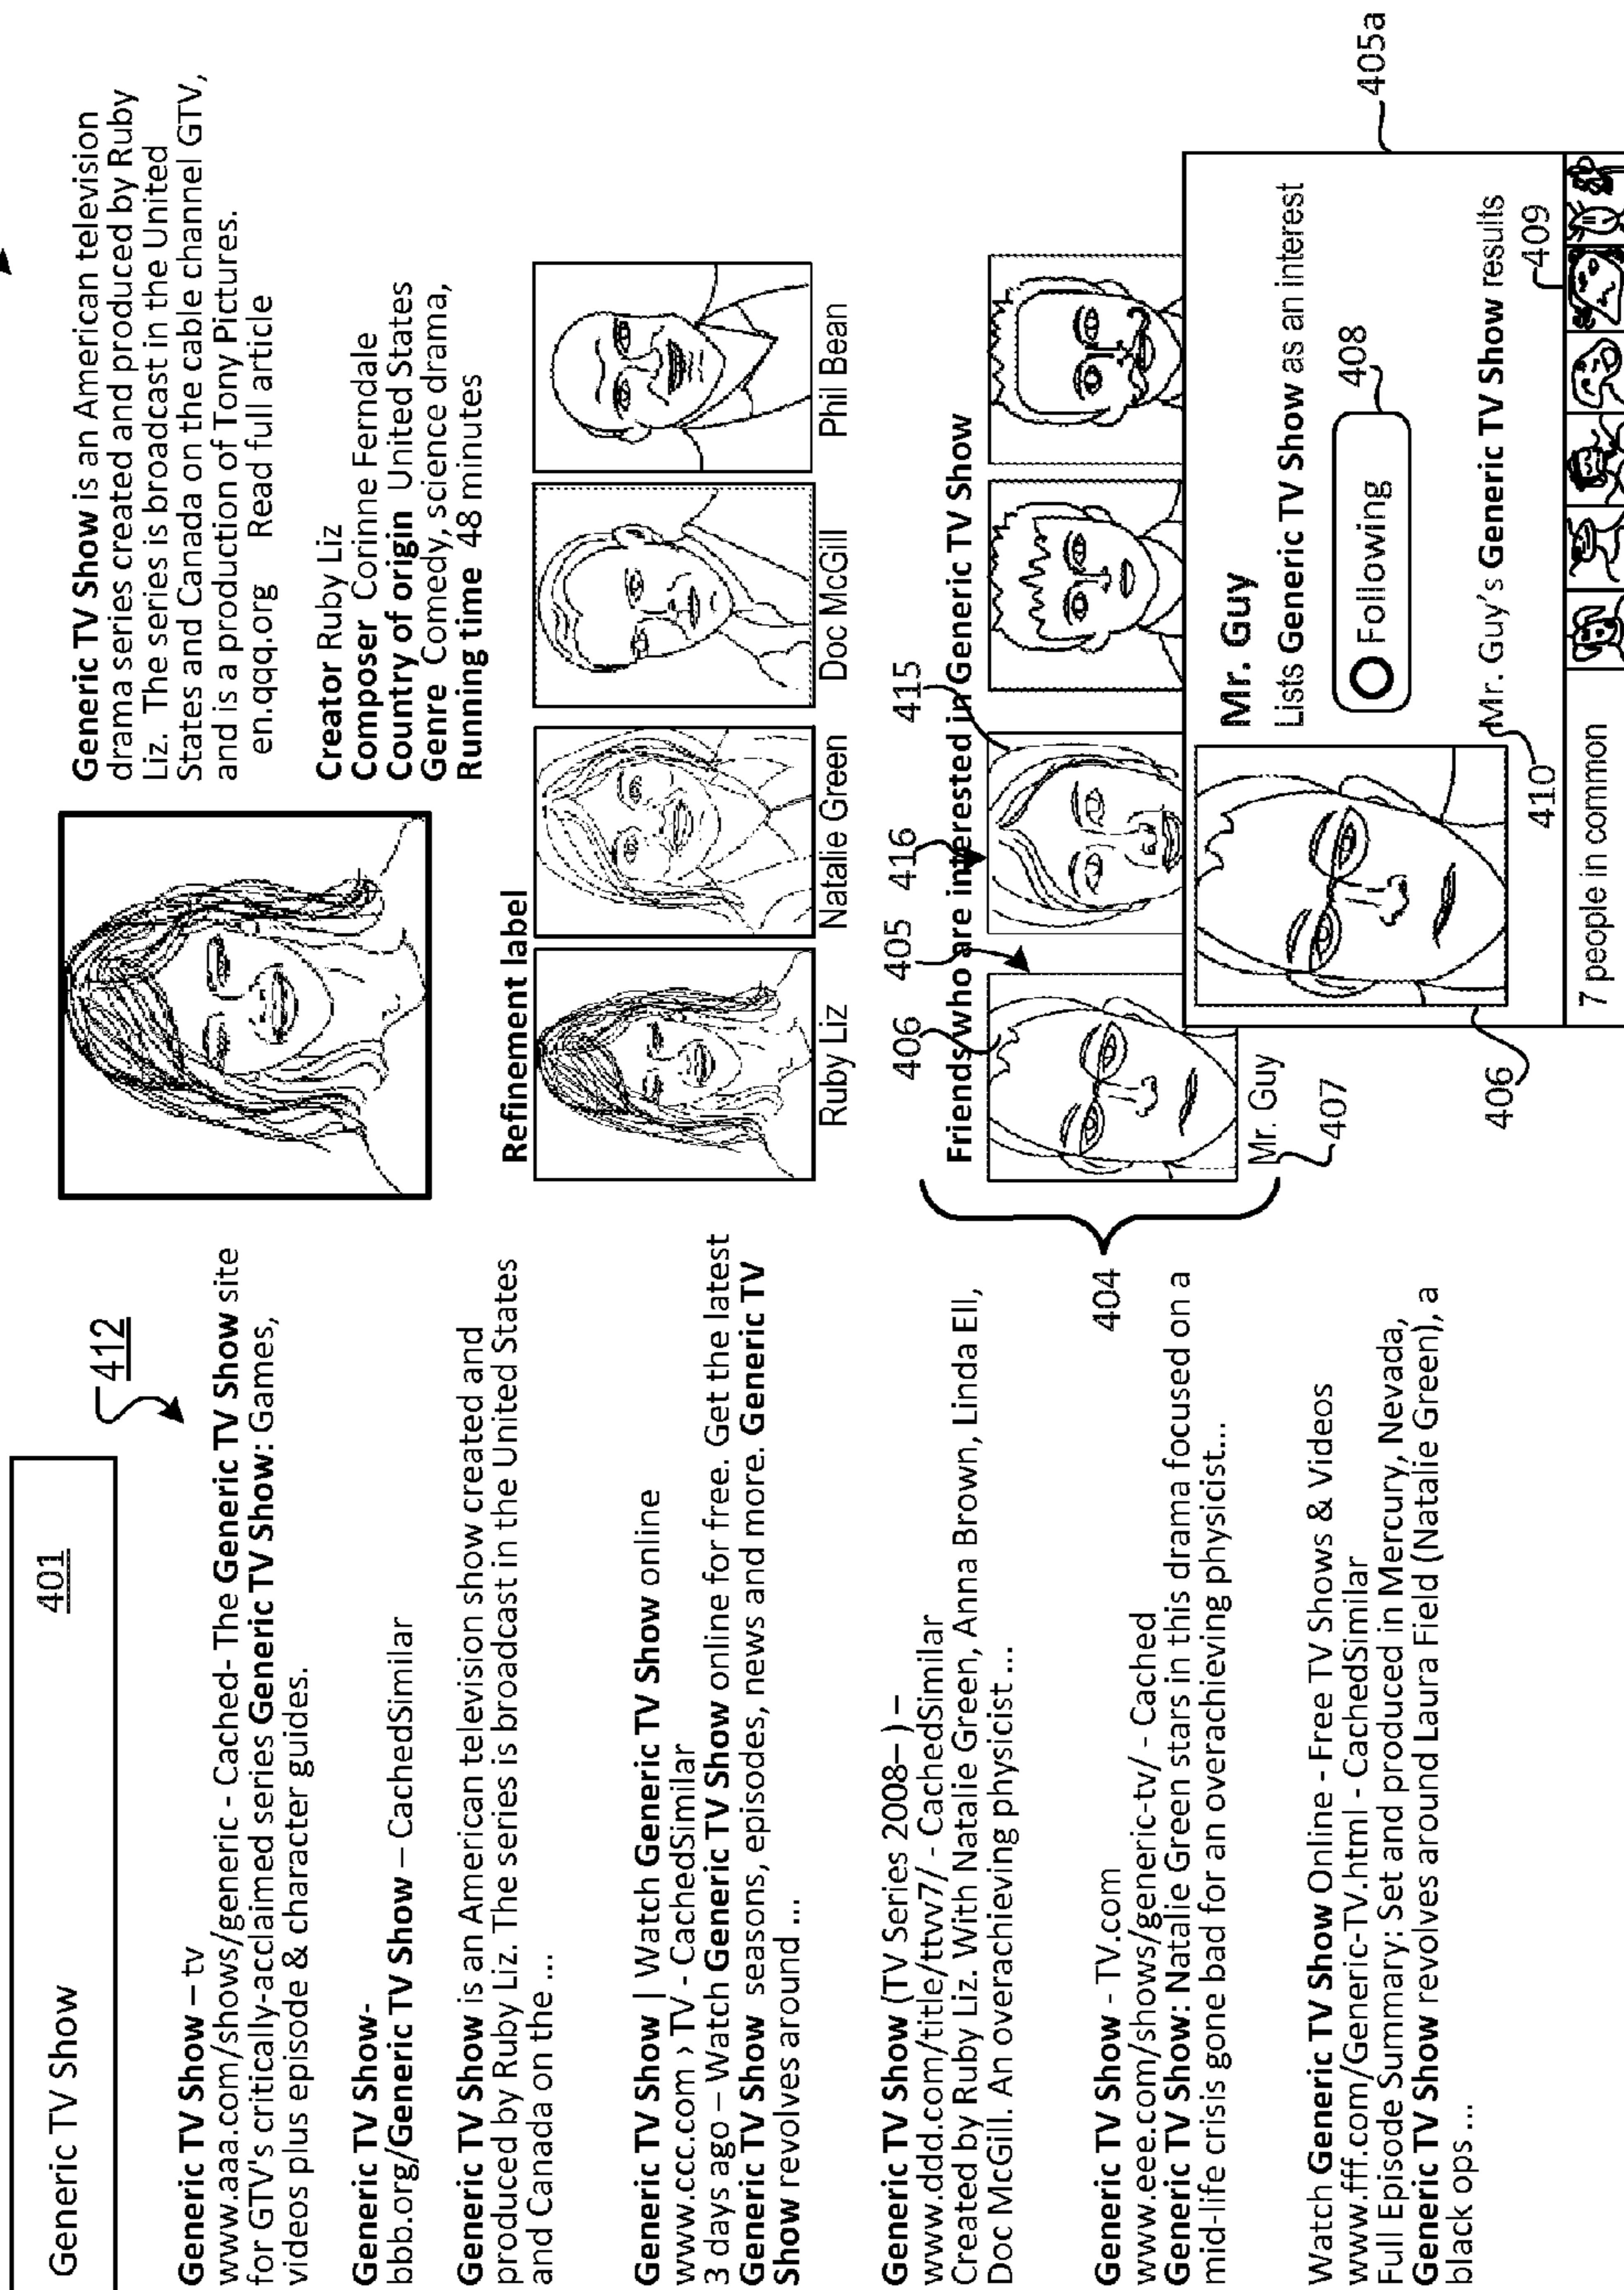 Generic TV Show
401
412
Generic TV Show – tv
www.aaa.com/shows/generic - Cached- The Generic TV Show site
for GTV's critically-acclaimed series Generic TV Show: Games,
videos plus episode & character guides.
Generic TV Show-
bbb.org/Generic TV Show – CachedSimilar
Generic TV Show is an American television show created and
produced by Ruby Liz. The series is broadcast in the United States
and Canada on the ...
Generic TV Show | Watch Generic TV Show online
www.ccc.com › TV - CachedSimilar
3 days ago – Watch Generic TV Show online for free. Get the latest
Generic TV Show seasons, episodes, news and more. Generic TV
Show revolves around ...
Generic TV Show (TV Series 2008– ) –
www.ddd.com/title/ttvv7/ - CachedSimilar
Created by Ruby Liz. With Natalie Green, Anna Brown, Linda Ell,
Doc McGill. An overachieving physicist ...
Generic TV Show - TV.com
www.eee.com/shows/generic-tv/ - Cached
Generic TV Show: Natalie Green stars in this drama focused on a
mid-life crisis gone bad for an overachieving physicist...
Watch Generic TV Show Online - Free TV Shows & Videos
www.fff.com/Generic-TV.html - CachedSimilar
Full Episode Summary: Set and produced in Mercury, Nevada,
Generic TV Show revolves around Laura Field (Natalie Green), a
black ops ...
Generic TV Show is an American television
drama series created and produced by Ruby
Liz. The series is broadcast in the United
States and Canada on the cable channel GTV,
and is a production of Tony Pictures.
en.qqq.org Read full article
Creator Ruby Liz
Composer Corinne Ferndale
Country of origin United States
Genre Comedy, science drama,
Running time 48 minutes
Refinement label
Ruby Liz
Natalie Green
Doc McGill
Phil Bean
406
405
416
415
Friends who are interested in Generic TV Show
404
Mr. Guy
407
405a
Mr. Guy
Lists Generic TV Show as an interest
Following
408
406
410
Mr. Guy's Generic TV Show results
409
7 people in common